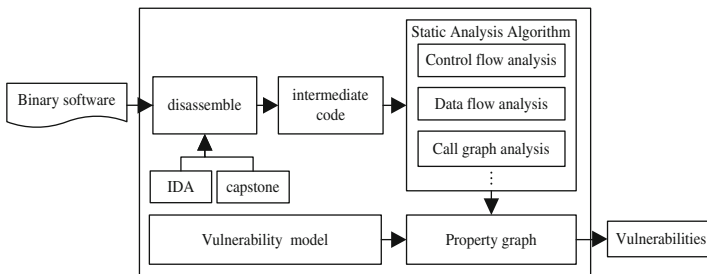 Static Analysis Algorithm
Control flow analysis
Binary software
disassemble
intermediate
code
Data flow analysis
Call graph analysis
⋮
IDA
capstone
Vulnerability model
Property graph
Vulnerabilities